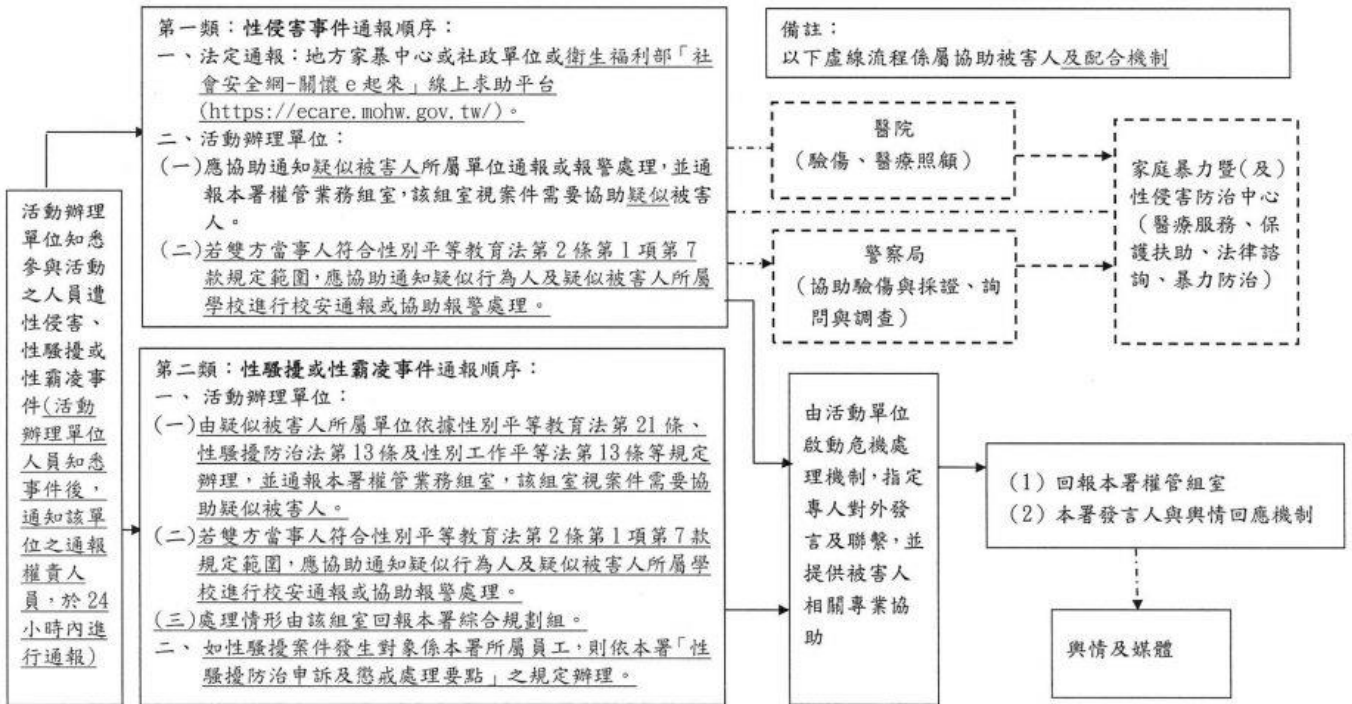 第一類：性侵害事件通報順序：
一、法定通報：地方家暴中心或社政單位或衛生福利部「社
會安全網-關懷 e 起來」線上求助平台
(https://ecare.mohw.gov.tw/)。
二、活動辦理單位：
(一)應協助通知疑似被害人所屬單位通報或報警處理，並通
報本署權管業務組室，該組室視案件需要協助疑似被害
人。
(二)若雙方當事人符合性別平等教育法第 2 條第 1 項第 7
款規定範圍，應協助通知疑似行為人及疑似被害人所屬
學校進行校安通報或協助報警處理。
備註：
以下虛線流程係屬協助被害人及配合機制
醫院
（驗傷、醫療照顧）
警察局
（協助驗傷與採證、詢
問與調查）
家庭暴力暨(及)
性侵害防治中心
（醫療服務、保
護扶助、法律諮
詢、暴力防治）
活動辦理
單位知悉
參與活動
之人員遭
性侵害、
性騷擾或
性霸凌事
件(活動
辦理單位
人員知悉
事件後，
通知該單
位之通報
權責人
員，於 24
小時內進
行通報)
第二類：性騷擾或性霸凌事件通報順序：
一、 活動辦理單位：
(一)由疑似被害人所屬單位依據性別平等教育法第 21 條、
性騷擾防治法第 13 條及性別工作平等法第 13 條等規定
辦理，並通報本署權管業務組室，該組室視案件需要協
助疑似被害人。
(二)若雙方當事人符合性別平等教育法第 2 條第 1 項第 7 款
規定範圍，應協助通知疑似行為人及疑似被害人所屬學
校進行校安通報或協助報警處理。
(三)處理情形由該組室回報本署綜合規劃組。
二、 如性騷擾案件發生對象係本署所屬員工，則依本署「性
騷擾防治申訴及懲戒處理要點」之規定辦理。
由活動單位
啟動危機處
理機制，指定
專人對外發
言及聯繫，並
提供被害人
相關專業協
助
(1) 回報本署權管組室
(2) 本署發言人與輿情回應機制
輿情及媒體